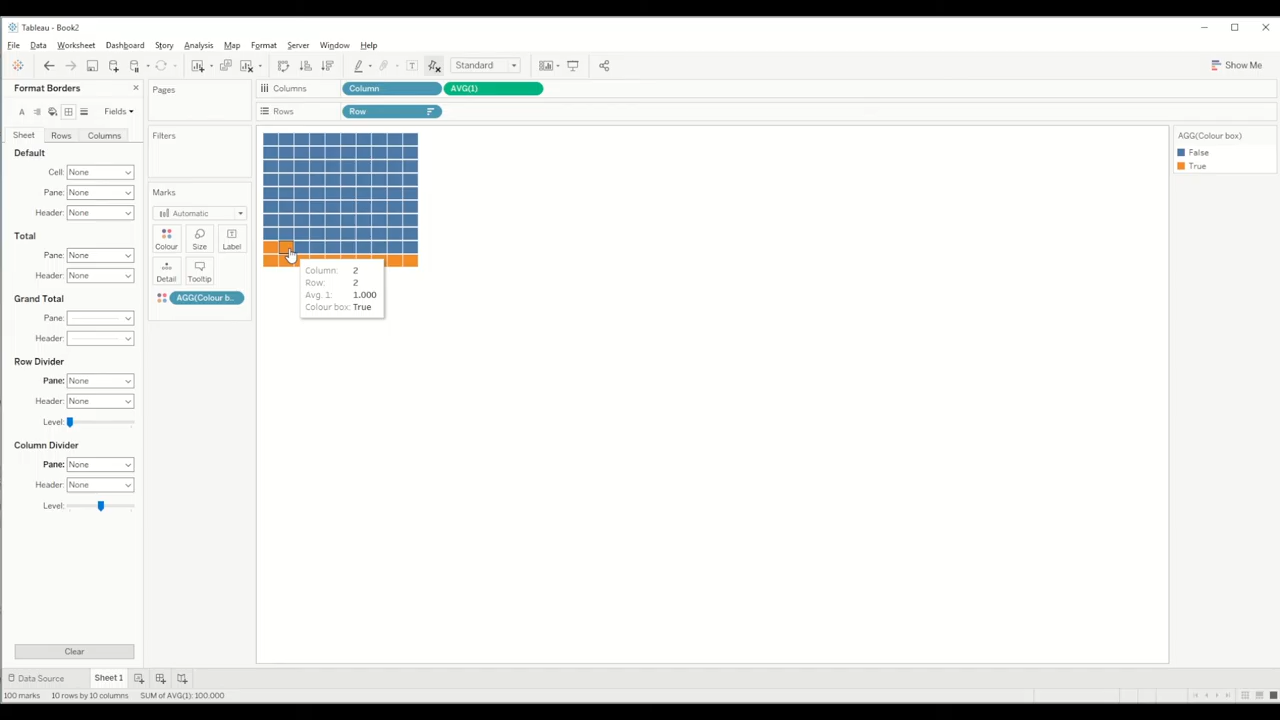 Tableau - Book2
File Data Worksheet Dashboard Story Analysis Map Format Server Window Help
Standard
Show Me
Format Borders
Fields
Sheet Rows Columns
Default
Cell: None
Pane: None
Header: None
Total
Pane: None
Header: None
Grand Total
Pane:
Header:
Row Divider
Pane: None
Header: None
Level:
Column Divider
Pane: None
Header: None
Level:
Clear
Pages
Filters
Marks
Automatic
Colour Size Label
Detail Tooltip
AGG(Colour b..
Columns Column AVG(1)
Rows Row
Column: 2
Row: 2
Avg. 1: 1.000
Colour box: True
AGG(Colour box)
False
True
Data Source Sheet 1
100 marks 10 rows by 10 columns SUM of AVG(1): 100.000